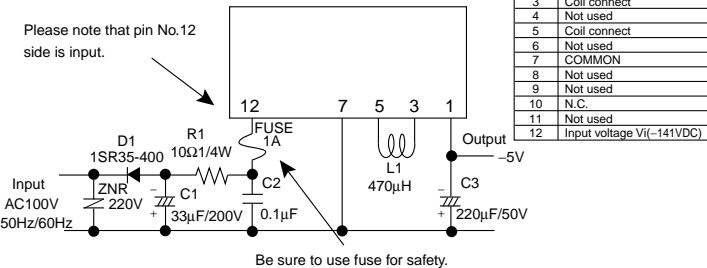 Please note that pin No.12
side is input.
3 Coil connect
4 Not used
5 Coil connect
6 Not used
7 COMMON
8 Not used
9 Not used
10 N.C.
11 Not used
12 Input voltage Vi(−141VDC)
12 7 5 3 1
FUSE
1A
R1
10Ω1/4W
D1
1SR35-400
Output
−5V
L1
470μH
Input
AC100V
50Hz/60Hz
ZNR
220V
− C1
+ 33μF/200V
C2
0.1μF
− C3
+ 220μF/50V
Be sure to use fuse for safety.